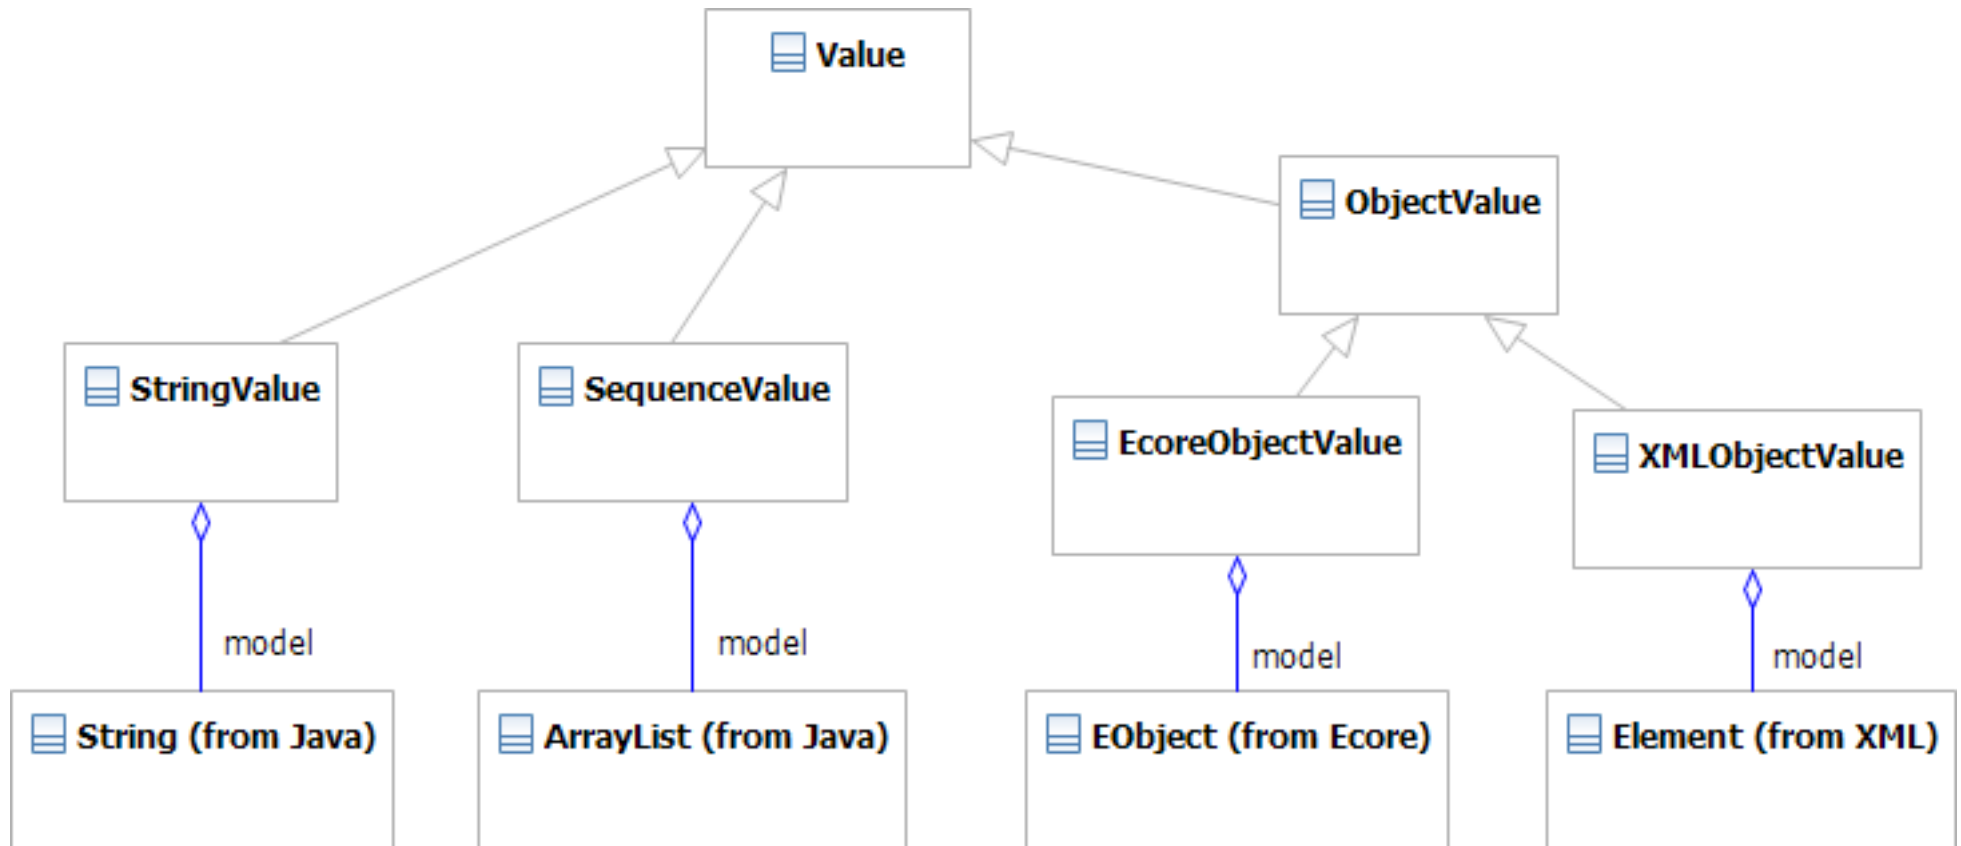 Value
ObjectValue
StringValue
SequenceValue
EcoreObjectValue
XMLObjectValue
model
model
model
model
String (from Java)
ArrayList (from Java)
EObject (from Ecore)
Element (from XML)